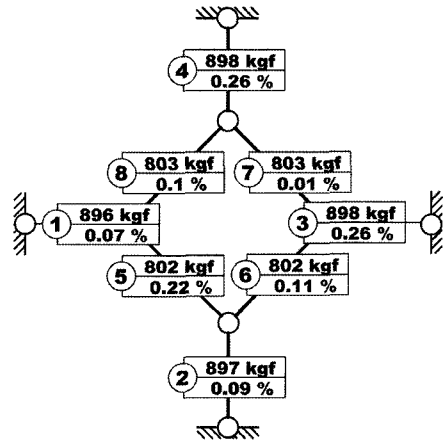 4
898 kgf
0.26 %
8
803 kgf
0.1 %
7
803 kgf
0.01 %
1
896 kgf
0.07 %
3
898 kgf
0.26 %
5
802 kgf
0.22 %
6
802 kgf
0.11 %
2
897 kgf
0.09 %